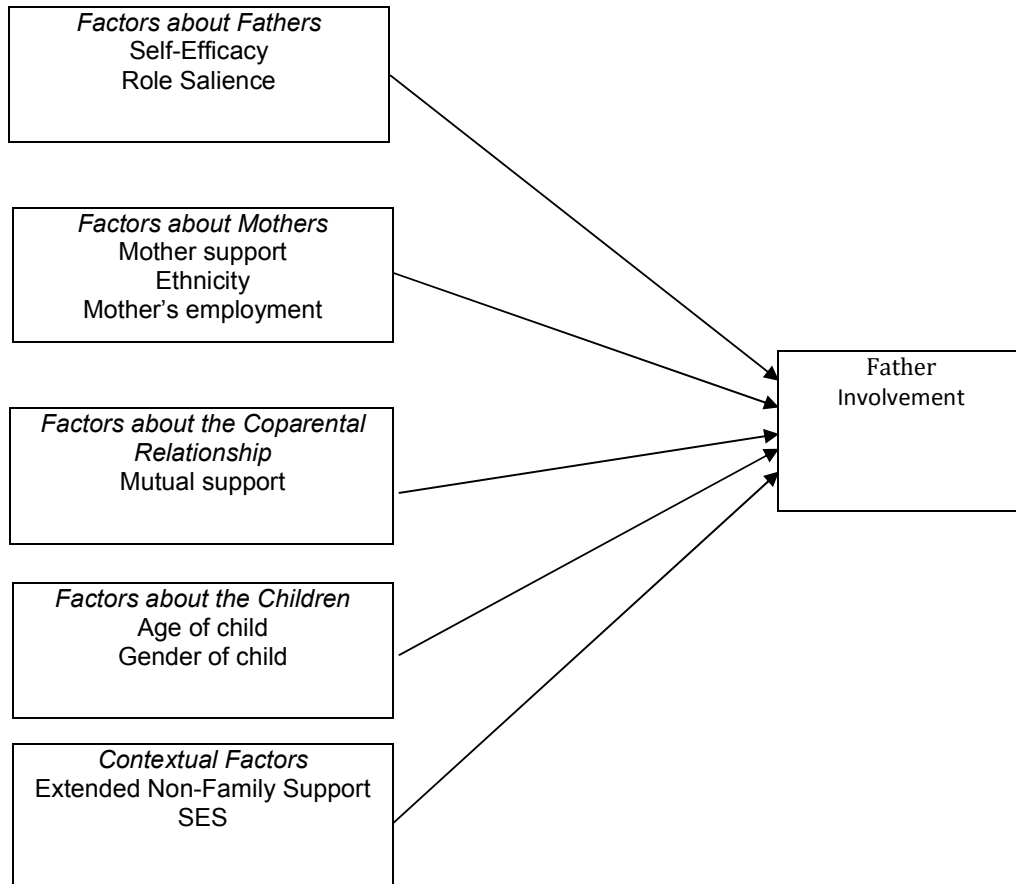 Factors about Fathers
Self-Efficacy
Role Salience
Factors about Mothers
Mother support
Ethnicity
Mother’s employment
Factors about the Coparental
Relationship
Mutual support
Factors about the Children
Age of child
Gender of child
Contextual Factors
Extended Non-Family Support
SES
Father
Involvement